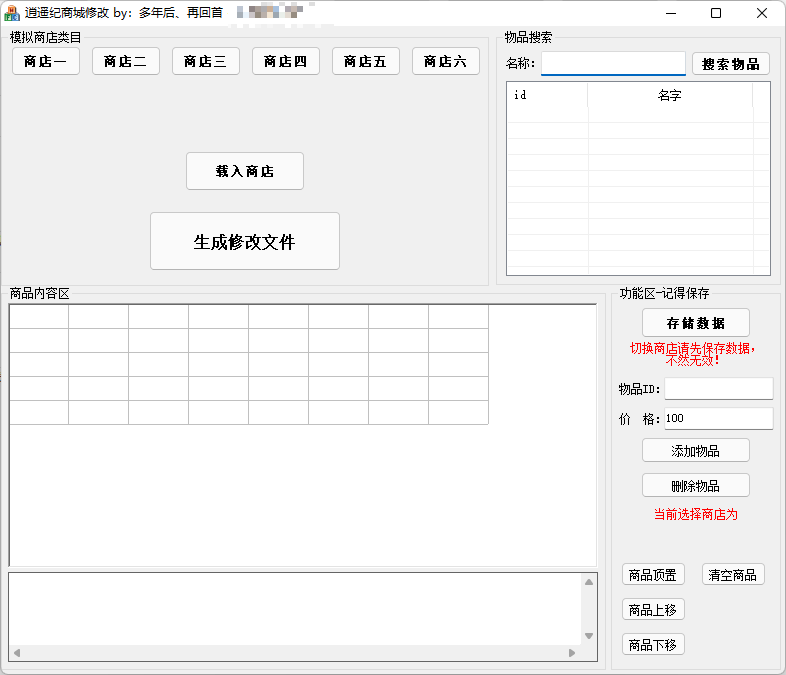 逍遥纪商城修改 by: 多年后、再回首
模拟商店类目
商店一 商店二 商店三 商店四 商店五 商店六
载入商店
生成修改文件
物品搜索
名称: 搜索物品
id 名字
商品内容区
功能区-记得保存
存储数据
切换商店请先保存数据,
不然无效!
物品ID:
价 格: 100
添加物品
删除物品
当前选择商店为
商品顶置 清空商品
商品上移
商品下移